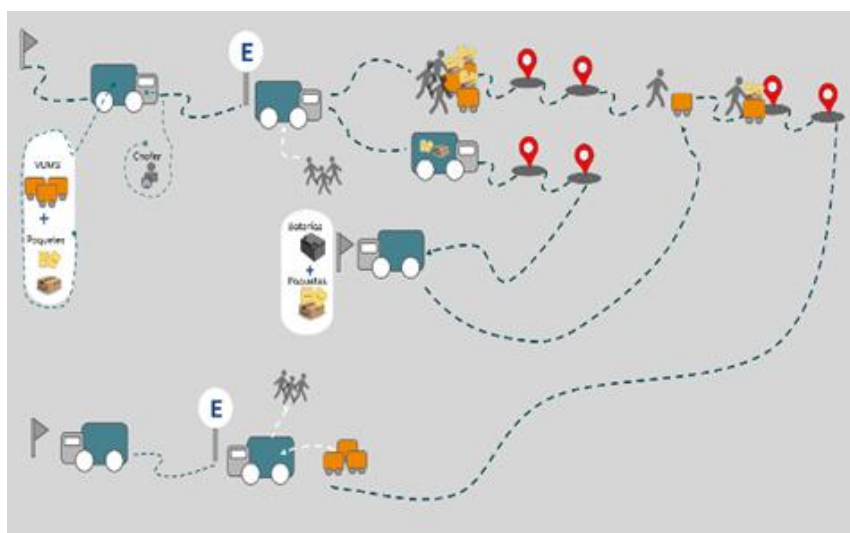 E
VUMs
Chofer
+
Paquetes
Baterías
+
Paquetes
E